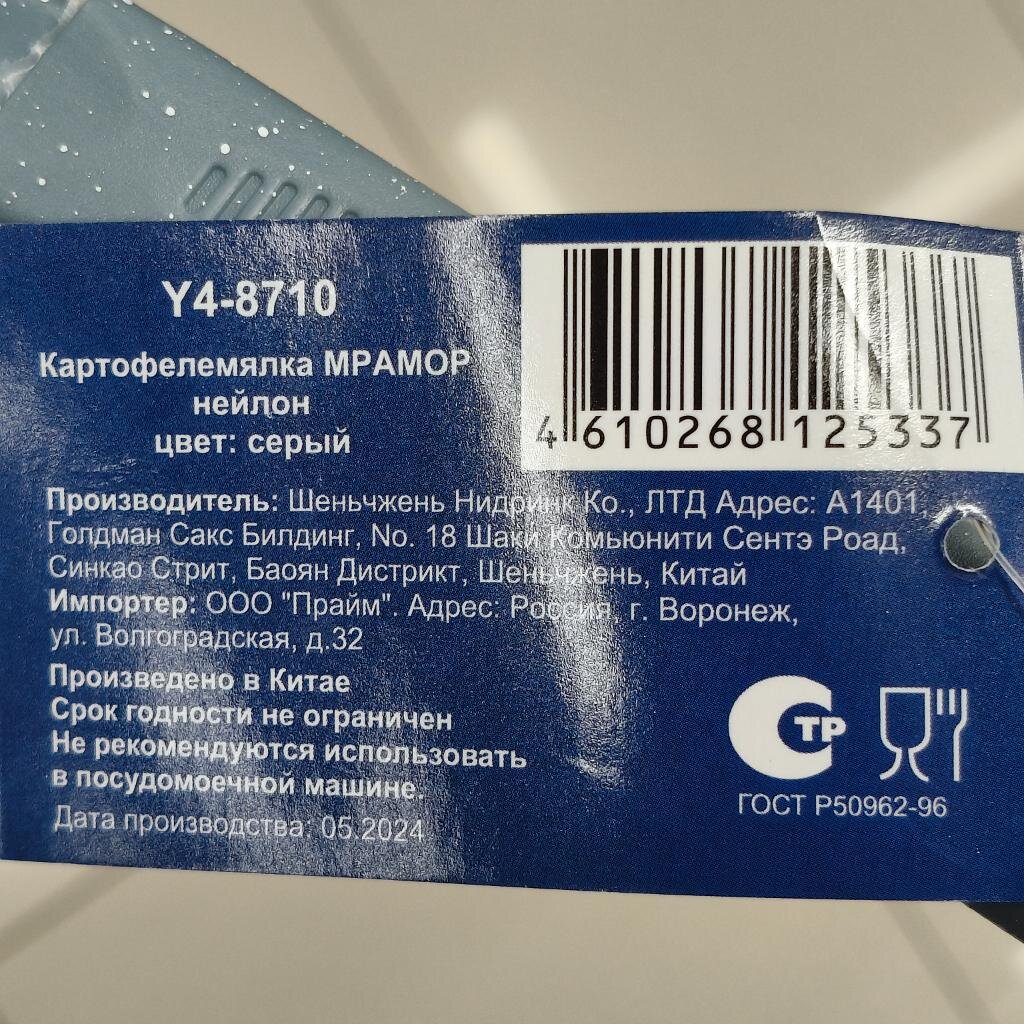 Y4-8710
Картофелемялка МРАМОР
нейлон
цвет: серый
4 610268 125337
Производитель: Шеньчжень Нидринк Ко., ЛТД Адрес: А1401,
Голдман Сакс Билдинг, No. 18 Шаки Комьюнити Сентэ Роад,
Синкао Стрит, Баоян Дистрикт, Шеньчжень, Китай
Импортер: ООО "Прайм". Адрес: Россия, г. Воронеж,
ул. Волгоградская, д.32
Произведено в Китае
Срок годности не ограничен
Не рекомендуются использовать
в посудомоечной машине.
Дата производства: 05.2024
СТР
ГОСТ Р50962-96